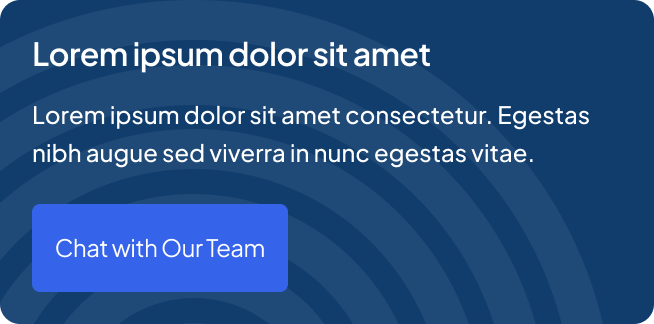 Lorem ipsum dolor sit amet
Lorem ipsum dolor sit amet consectetur. Egestas
nibh augue sed viverra in nunc egestas vitae.
Chat with Our Team